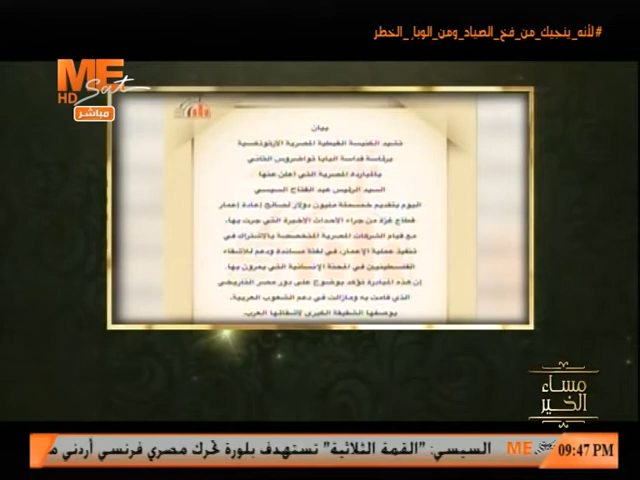 #لأنه_ينجيك_من_فخ_الصياد_ومن_الوبإ_الخطر
ME
Sat
HD
مباشر
بيان
تشيد الكنيسة القبطية المصرية الأرثوذكسية
برئاسة قداسة البابا تواضروس الثاني
بالمبادرة المصرية التي أعلن عنها
السيد الرئيس عبد الفتاح السيسي
اليوم بتقديم خمسمئة مليون دولار لصالح إعادة إعمار
قطاع غزة من جراء الأحداث الأخيرة التي جرت بها،
مع قيام الشركات المصرية المتخصصة بالاشتراك في
تنفيذ عملية الإعمار، في لفتة مساندة ودعم للأشقاء
الفلسطينيين في المحنة الإنسانية التي يمرون بها.
إن هذه المبادرة تؤكد بوضوح على دور مصر التاريخي
الذي قامت به ومازالت في دعم الشعوب العربية،
بوصفها الشقيقة الكبرى لأشقائها العرب.
مساء
الخير
السيسي: "القمة الثلاثية" تستهدف بلورة تحرك مصري فرنسي أردني
ME Sat
09:47 PM